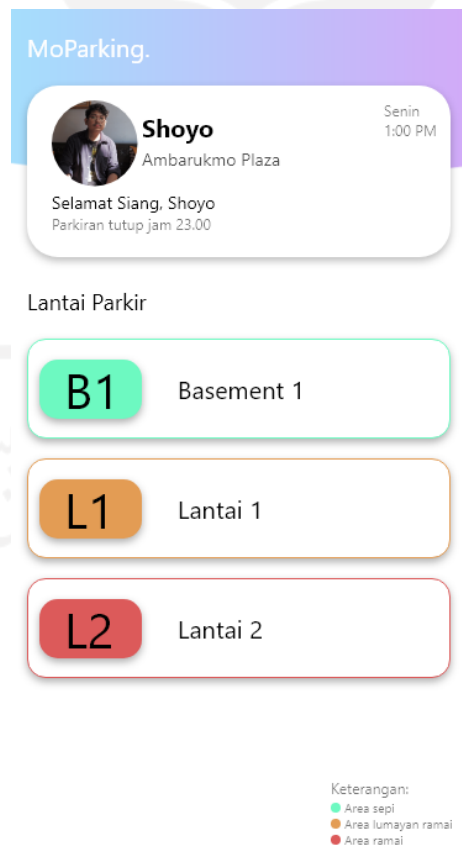 MoParking.
Shoyo
Ambarukmo Plaza
Senin
1:00 PM
Selamat Siang, Shoyo
Parkiran tutup jam 23.00
Lantai Parkir
B1
Basement 1
L1
Lantai 1
L2
Lantai 2
Keterangan:
Area sepi
Area lumayan ramai
Area ramai